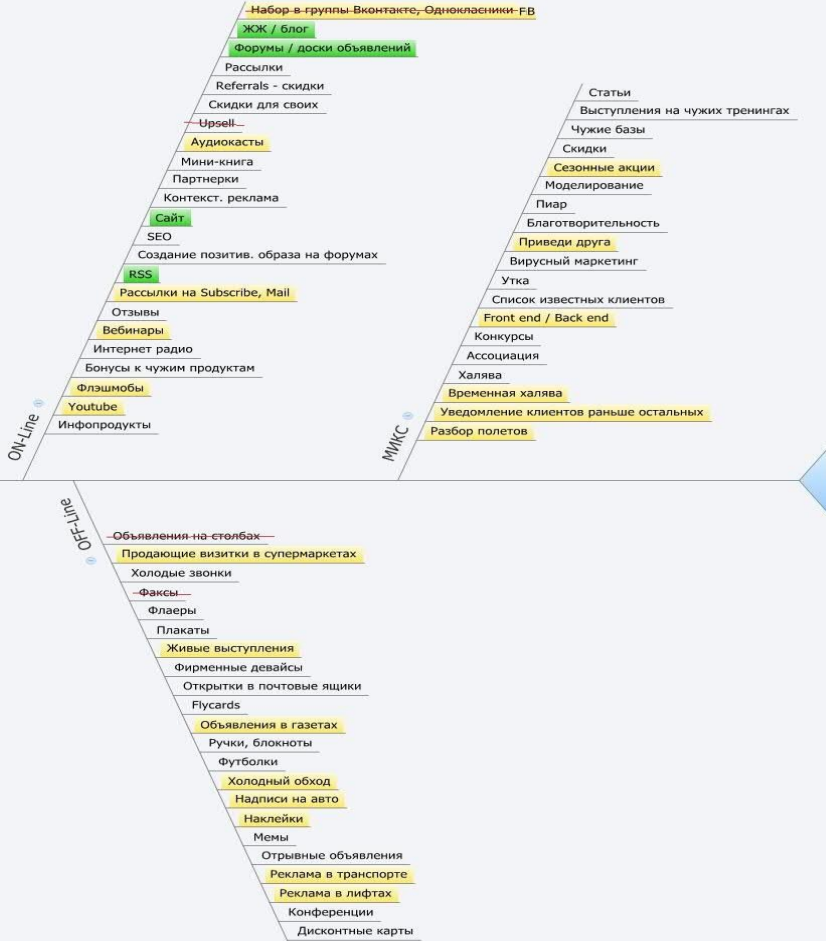 Набор в группы Вконтакте, Однокласники FB
ЖЖ / блог
Форумы / доски объявлений
Рассылки
Referrals - скидки
Скидки для своих
Upsell
Аудиокасты
Мини-книга
Партнерки
Контекст. реклама
Сайт
SEO
Создание позитив. образа на форумах
RSS
Рассылки на Subscribe, Mail
Отзывы
Вебинары
Интернет радио
Бонусы к чужим продуктам
Флэшмобы
Youtube
Инфопродукты
ON-Line
Статьи
Выступления на чужих тренингах
Чужие базы
Скидки
Сезонные акции
Моделирование
Пиар
Благотворительность
Приведи друга
Вирусный маркетинг
Утка
Список известных клиентов
Front end / Back end
Конкурсы
Ассоциация
Халява
Временная халява
Уведомление клиентов раньше остальных
Разбор полетов
МИКС
OFF-Line
Объявления на столбах
Продающие визитки в супермаркетах
Холодые звонки
Факсы
Флаеры
Плакаты
Живые выступления
Фирменные девайсы
Открытки в почтовые ящики
Flycards
Объявления в газетах
Ручки, блокноты
Футболки
Холодный обход
Надписи на авто
Наклейки
Мемы
Отрывные объявления
Реклама в транспорте
Реклама в лифтах
Конференции
Дисконтные карты